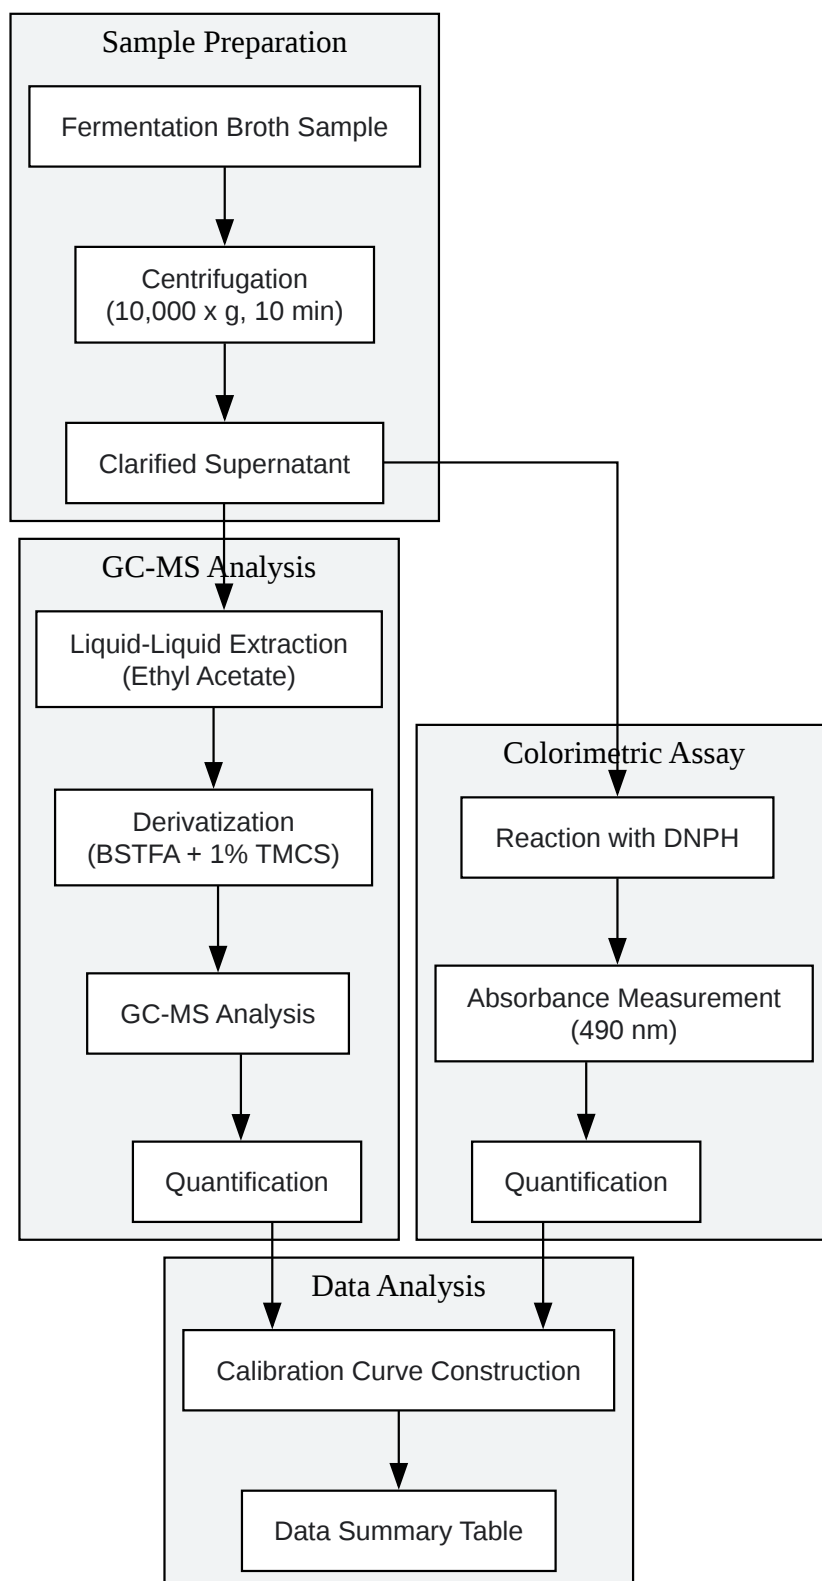 Sample Preparation
Fermentation Broth Sample
Centrifugation
(10,000 x g, 10 min)
Clarified Supernatant
GC-MS Analysis
Liquid-Liquid Extraction
(Ethyl Acetate)
Derivatization
(BSTFA + 1% TMCS)
GC-MS Analysis
Quantification
Colorimetric Assay
Reaction with DNPH
Absorbance Measurement
(490 nm)
Quantification
Data Analysis
Calibration Curve Construction
Data Summary Table